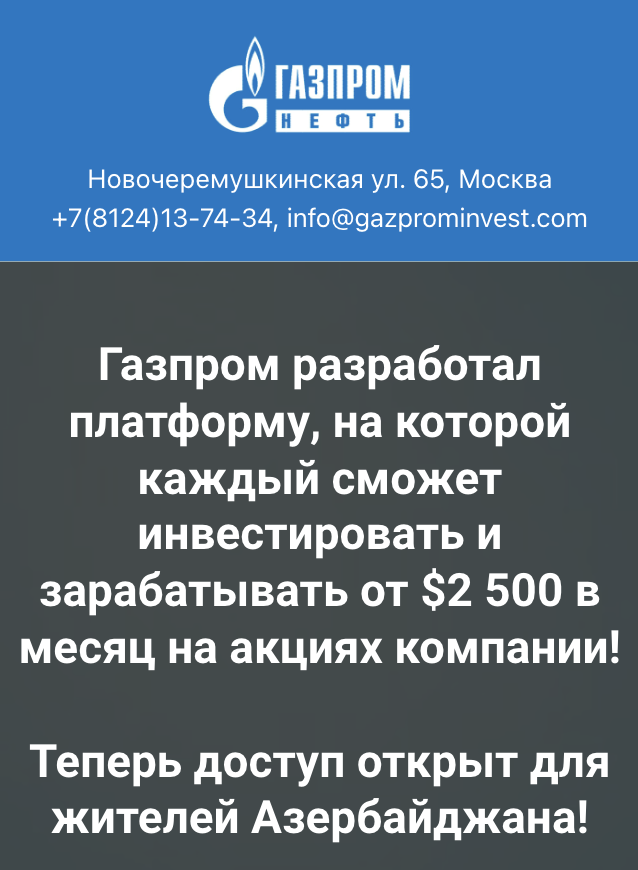 ГАЗПРОМ
НЕФТЬ
Новочеремушкинская ул. 65, Москва
+7(8124)13-74-34, info@gazprominvest.com
Газпром разработал
платформу, на которой
каждый сможет
инвестировать и
зарабатывать от $2 500 в
месяц на акциях компании!
Теперь доступ открыт для
жителей Азербайджана!